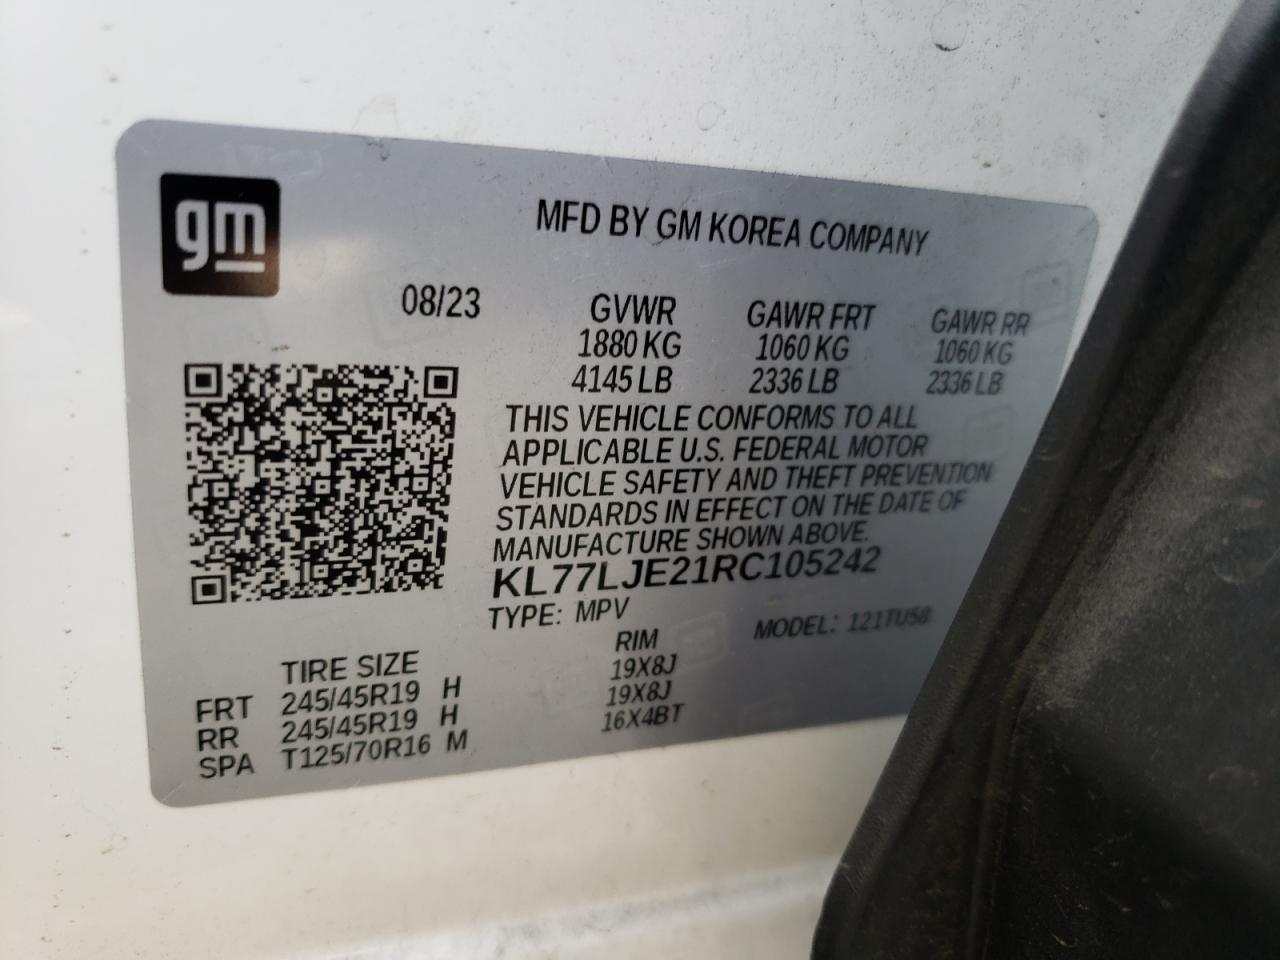 gm
MFD BY GM KOREA COMPANY
08/23 GVWR GAWR FRT GAWR RR
1880 KG 1060 KG 1060 KG
4145 LB 2336 LB 2336 LB
THIS VEHICLE CONFORMS TO ALL
APPLICABLE U.S. FEDERAL MOTOR
VEHICLE SAFETY AND THEFT PREVENTION
STANDARDS IN EFFECT ON THE DATE OF
MANUFACTURE SHOWN ABOVE.
KL77LJE21RC105242
TYPE: MPV MODEL: 121TU58
TIRE SIZE RIM
FRT 245/45R19 H 19X8J
RR 245/45R19 H 19X8J
SPA T125/70R16 M 16X4BT